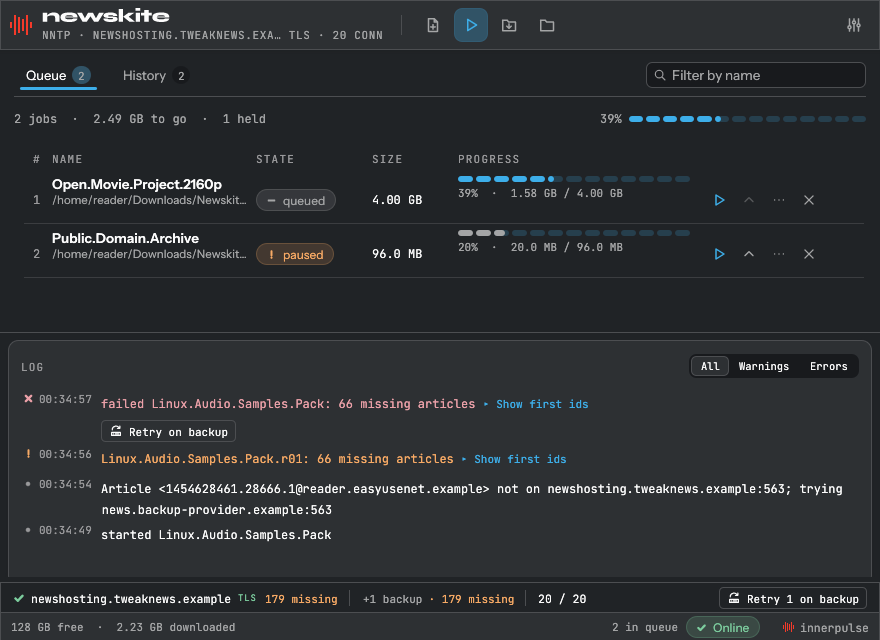 newskite
NNTP · NEWSHOSTING.TWEAKNEWS.EXA… TLS · 20 CONN
Queue 2 History 2
Filter by name
2 jobs · 2.49 GB to go · 1 held 39%
# NAME STATE SIZE PROGRESS
Open.Movie.Project.2160p
1 /home/reader/Downloads/Newskit… queued 4.00 GB 39% · 1.58 GB / 4.00 GB
Public.Domain.Archive
2 /home/reader/Downloads/Newskit… ! paused 96.0 MB 20% · 20.0 MB / 96.0 MB
LOG All Warnings Errors
00:34:57 failed Linux.Audio.Samples.Pack: 66 missing articles ▸ Show first ids
Retry on backup
! 00:34:56 Linux.Audio.Samples.Pack.r01: 66 missing articles ▸ Show first ids
00:34:54 Article <1454628461.28666.1@reader.easyusenet.example> not on newshosting.tweaknews.example:563; trying
news.backup-provider.example:563
00:34:49 started Linux.Audio.Samples.Pack
newshosting.tweaknews.example TLS 179 missing +1 backup · 179 missing 20 / 20 Retry 1 on backup
128 GB free · 2.23 GB downloaded 2 in queue Online innerpulse